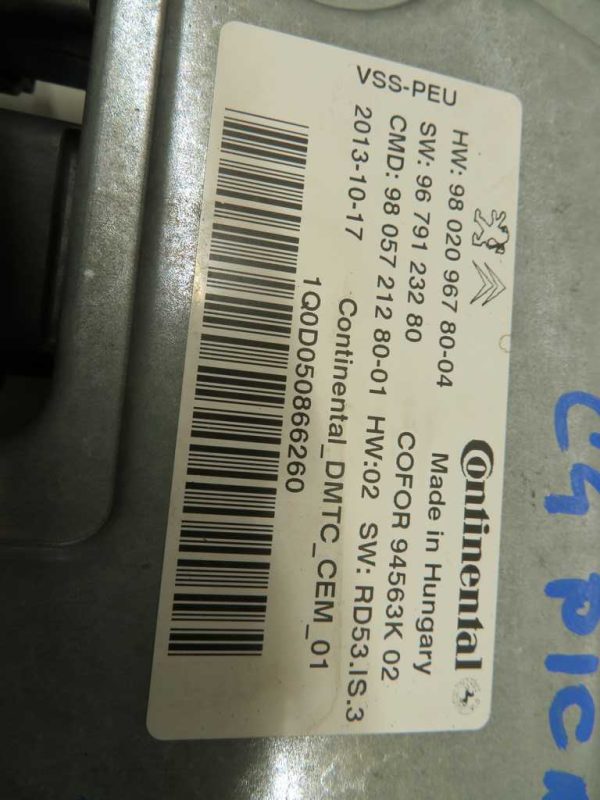 C4 PIC
Continental
HW: 98 020 967 80-04 Made in Hungary
SW: 96 791 232 80 COFOR 94563K 02
CMD: 98 057 212 80-01 HW:02 SW: RD53.IS.3
VSS-PEU 2013-10-17 Continental_DMTC_CEM_01
1Q0D050866260